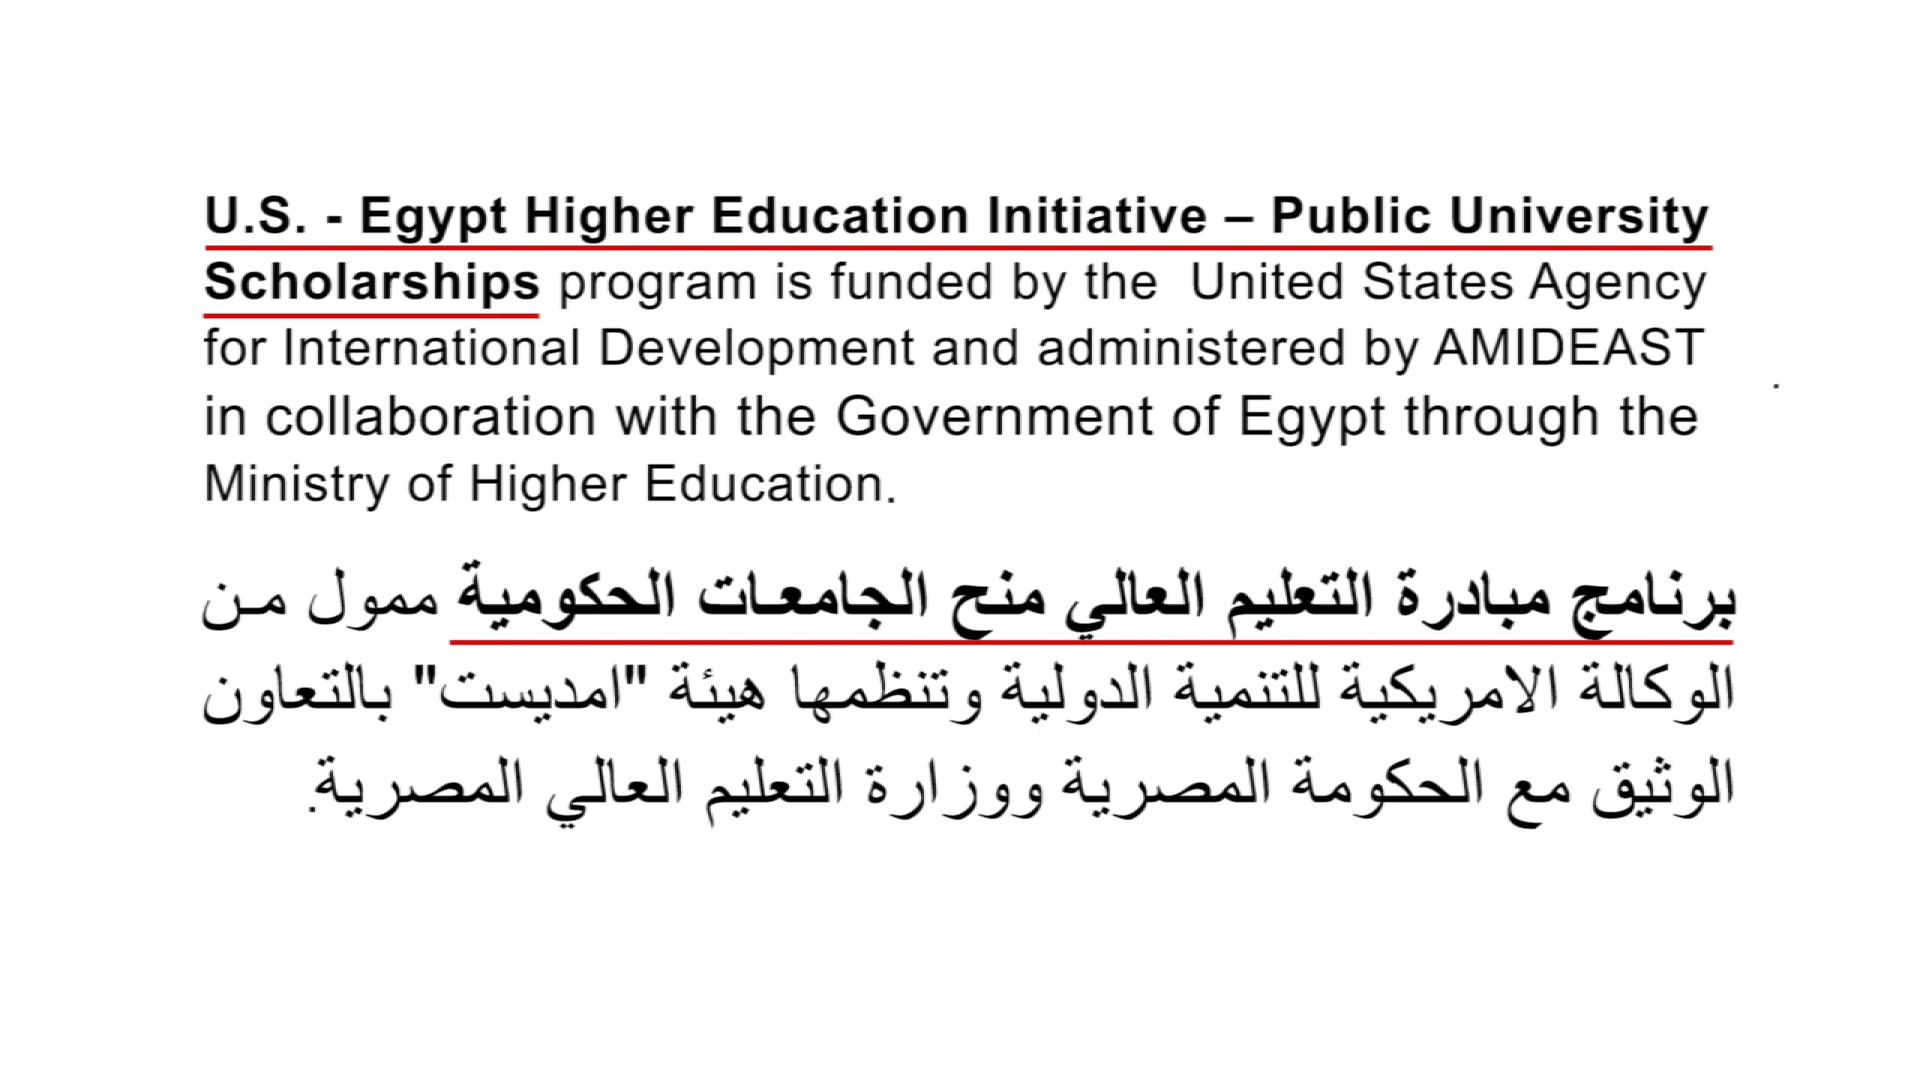 U.S. - Egypt Higher Education Initiative – Public University
Scholarships program is funded by the United States Agency
for International Development and administered by AMIDEAST
in collaboration with the Government of Egypt through the
Ministry of Higher Education.
برنامج مبادرة التعليم العالي منح الجامعات الحكومية ممول من
الوكالة الامريكية للتنمية الدولية وتنظمها هيئة "امديست" بالتعاون
الوثيق مع الحكومة المصرية ووزارة التعليم العالي المصرية.